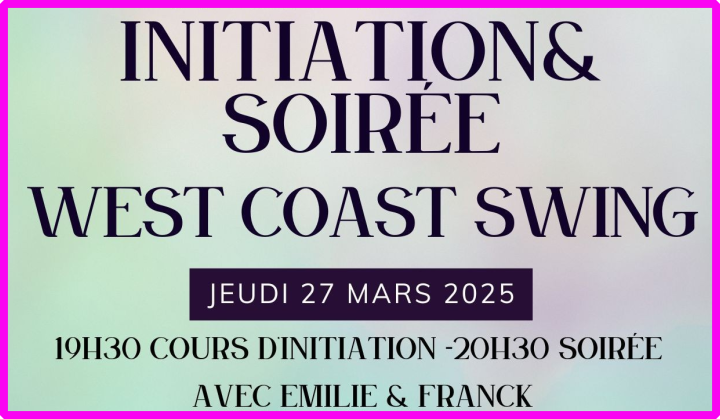 INITIATION&
SOIRÉE
WEST COAST SWING
JEUDI 27 MARS 2025
19H30 COURS D'INITIATION -20H30 SOIRÉE
AVEC EMILIE & FRANCK